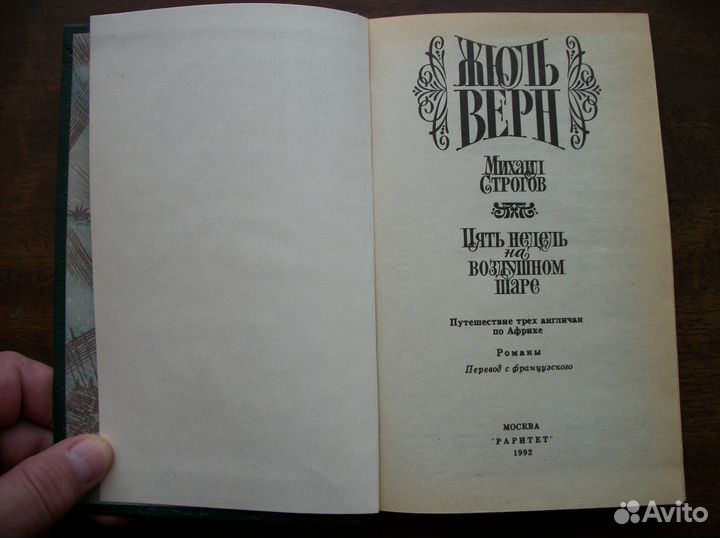 ЖЮЛЬ
ВЕРН
МИХАИЛ
СТРОГОВ
ПЯТЬ НЕДЕЛЬ
НА
ВОЗДУШНОМ
ШАРЕ
Путешествие трех англичан
по Африке
Романы
Перевод с французского
МОСКВА
"РАРИТЕТ"
1992
Avito